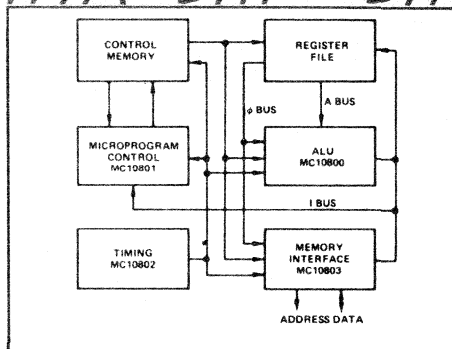 CONTROL
MEMORY
REGISTER
FILE
φ BUS
A BUS
MICROPROGRAM
CONTROL
MC10801
ALU
MC10800
I BUS
TIMING
MC10802
MEMORY
INTERFACE
MC10803
ADDRESS DATA